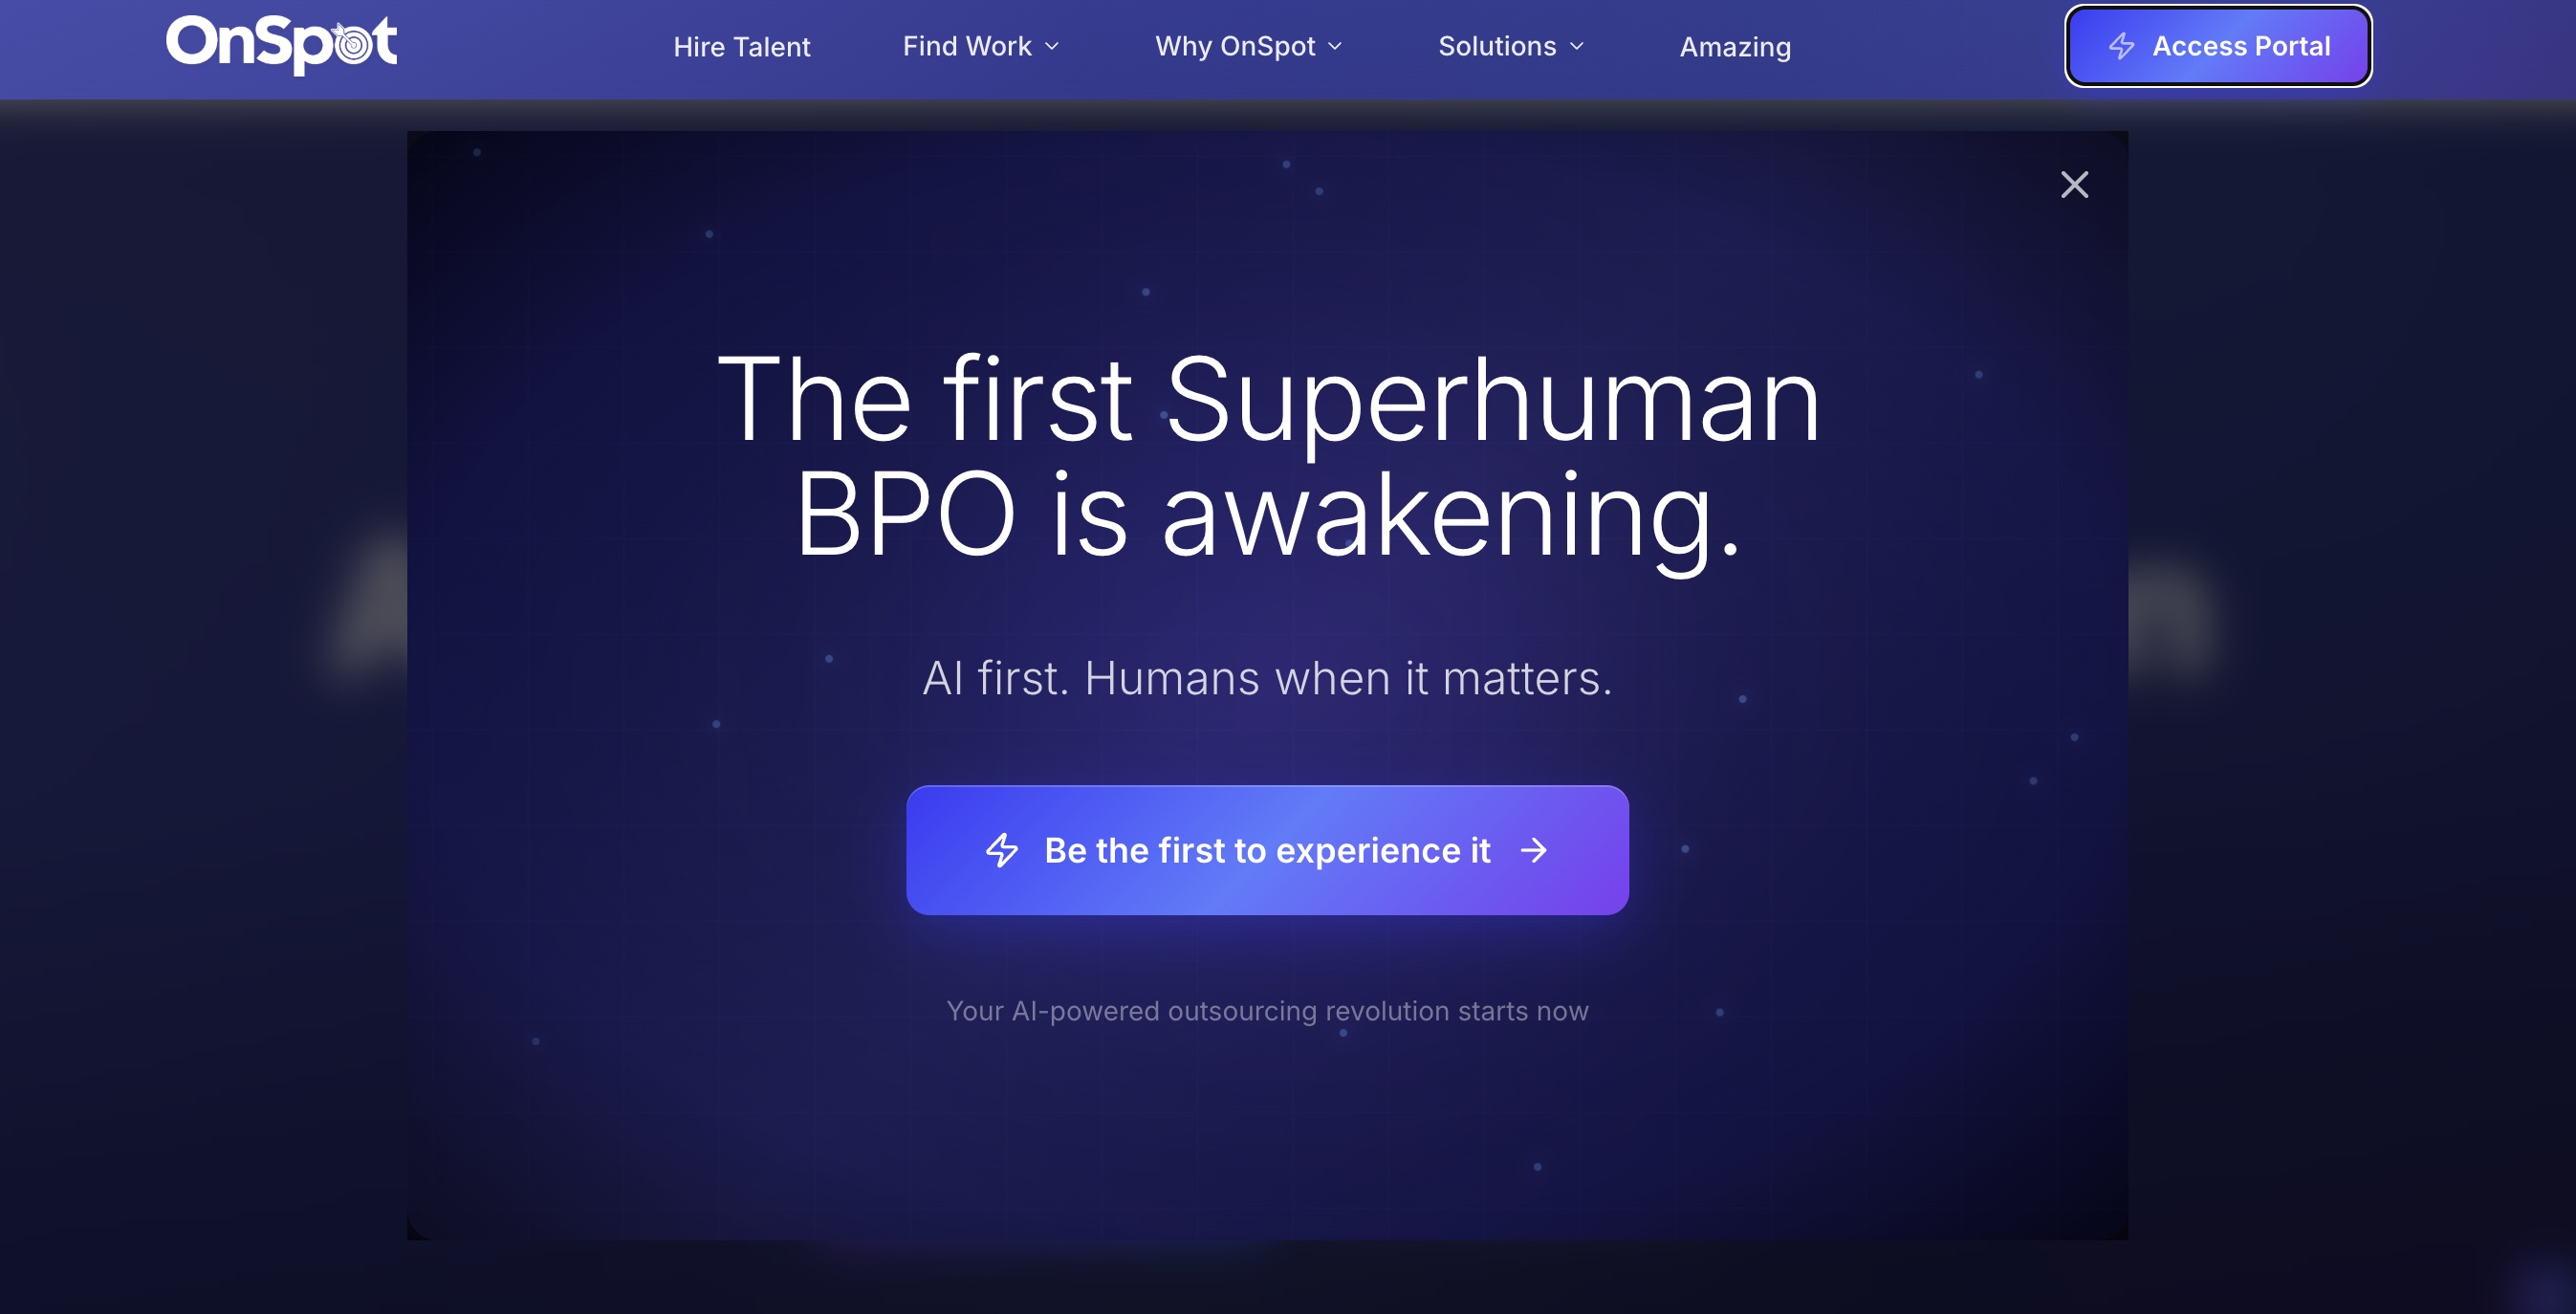 OnSpot
Hire Talent
Find Work
Why OnSpot
Solutions
Amazing
Access Portal
The first Superhuman
BPO is awakening.
AI first. Humans when it matters.
Be the first to experience it
Your AI-powered outsourcing revolution starts now